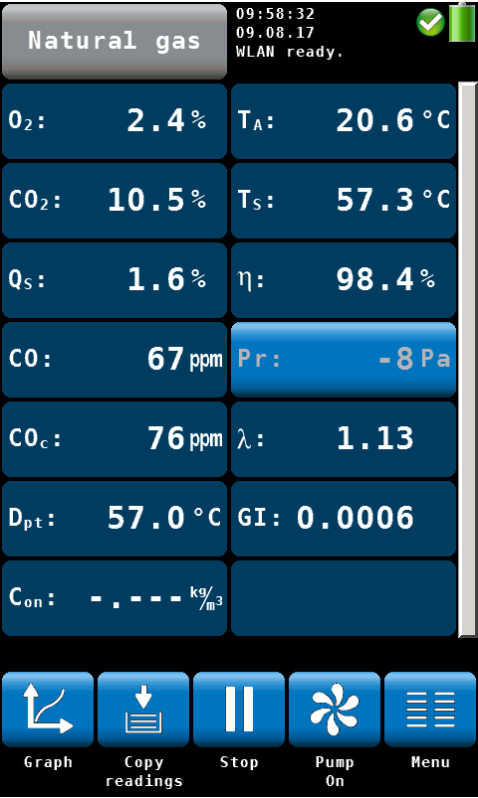 Natural gas
09:58:32
09.08.17
WLAN ready.
O2: 2.4 %
TA: 20.6 °C
CO2: 10.5 %
TS: 57.3 °C
QS: 1.6 %
η: 98.4 %
CO: 67 ppm
Pr: -8 Pa
COc: 76 ppm
λ: 1.13
Dpt: 57.0 °C
GI: 0.0006
Con: -.--- kg/m3
Graph
Copy
readings
Stop
Pump
On
Menu